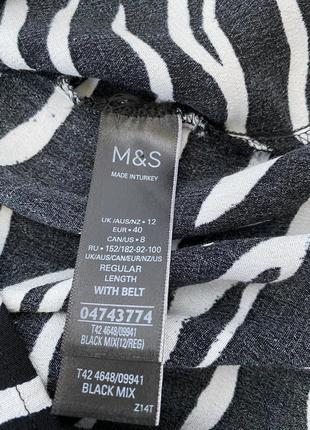 M&S
MADE IN TURKEY
UK/AUS/NZ • 12
EUR • 40
CAN/US • 8
RU • 152/182-92-100
UK/AUS/CAN/EUR/NZ/US
REGULAR
LENGTH
WITH BELT
04743774
T42 4648/09941
BLACK MIX(12/REG)
T42 4648/09941
BLACK MIX
Z14T